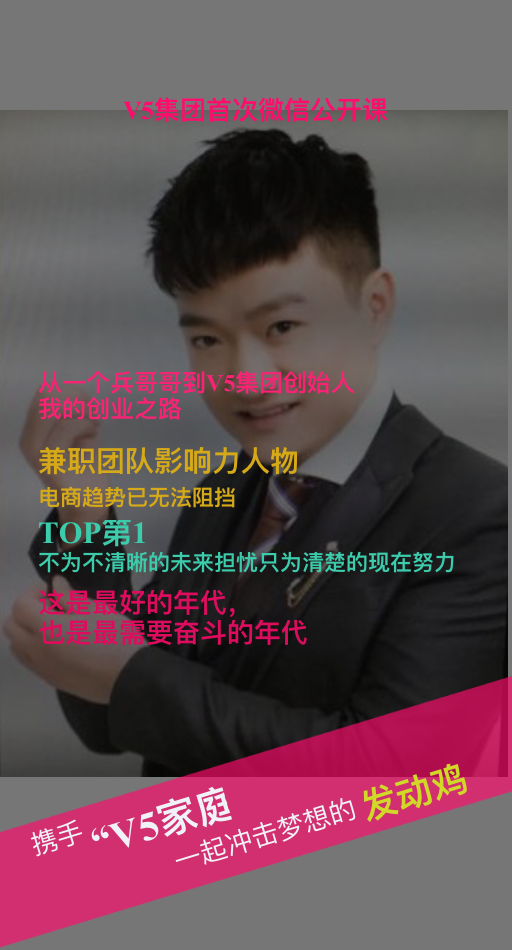 V5集团首次微信公开课
从一个兵哥哥到V5集团创始人
我的创业之路
兼职团队影响力人物
电商趋势已无法阻挡
TOP第1
不为不清晰的未来担忧只为清楚的现在努力
这是最好的年代，
也是最需要奋斗的年代
携手 “V5家庭
一起冲击梦想的 发动鸡